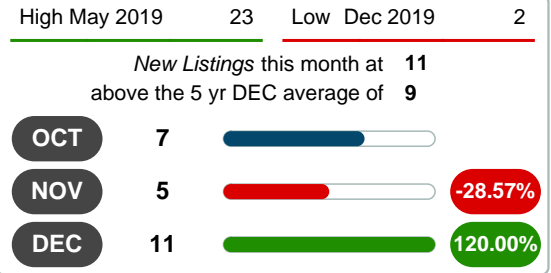 High May 2019 23 Low Dec 2019 2
New Listings this month at 11
above the 5 yr DEC average of 9
OCT 7
NOV 5 -28.57%
DEC 11 120.00%